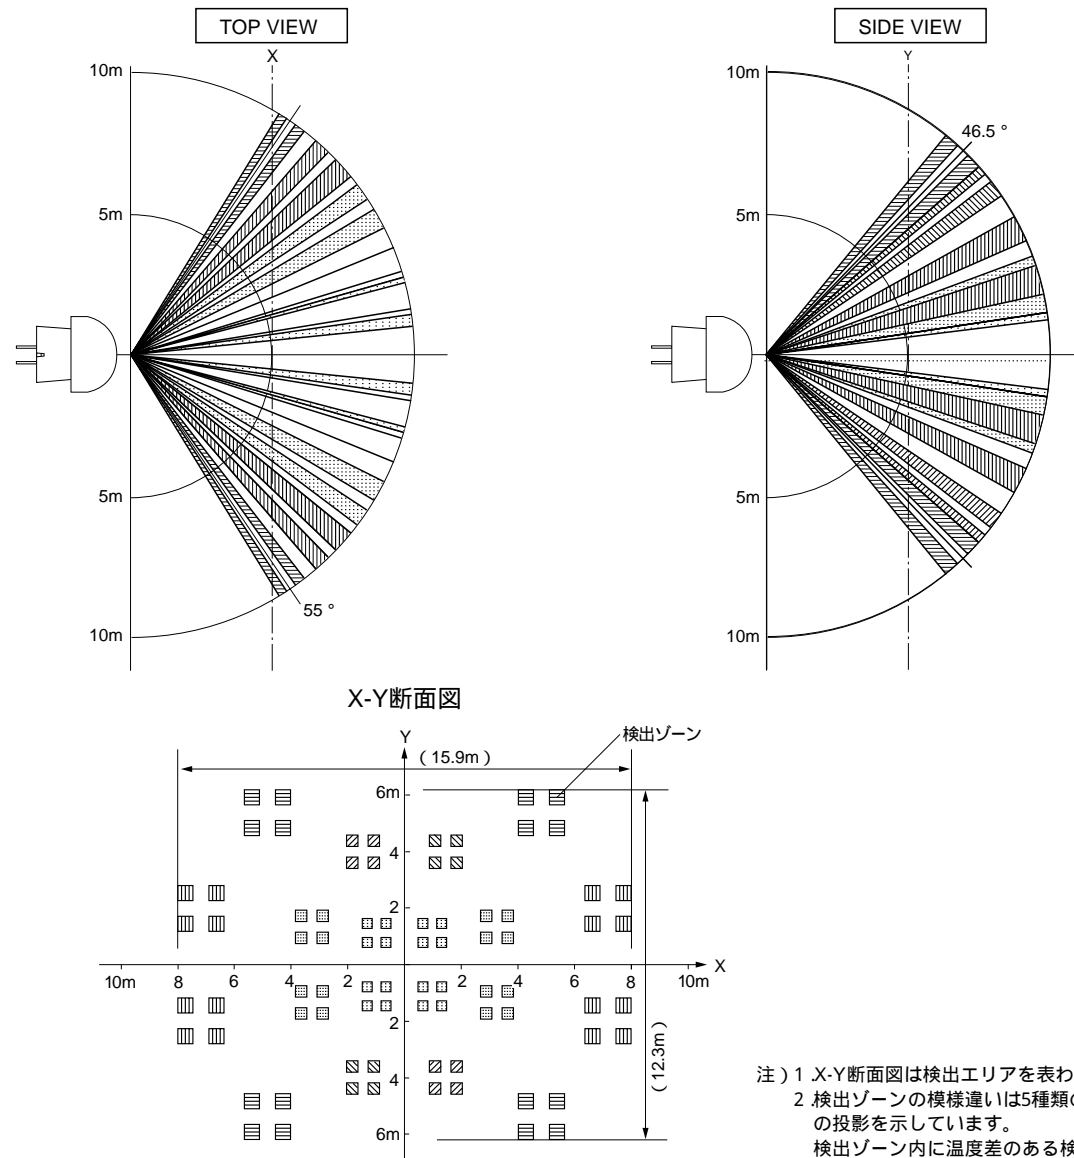 TOP VIEW
X
10m
5m
5m
10m
55 °
SIDE VIEW
Y
10m
46.5 °
5m
5m
10m
X-Y断面図
Y
( 15.9m )
検出ゾーン
6m
4
2
10m 8 6 4 2 2 4 6 8 10m X
2
4
6m
( 12.3m )
注 ) 1 .X-Y断面図は検出エリアを表わ
2 .検出ゾーンの模様違いは5種類
の投影を示しています。
検出ゾーン内に温度差のある検